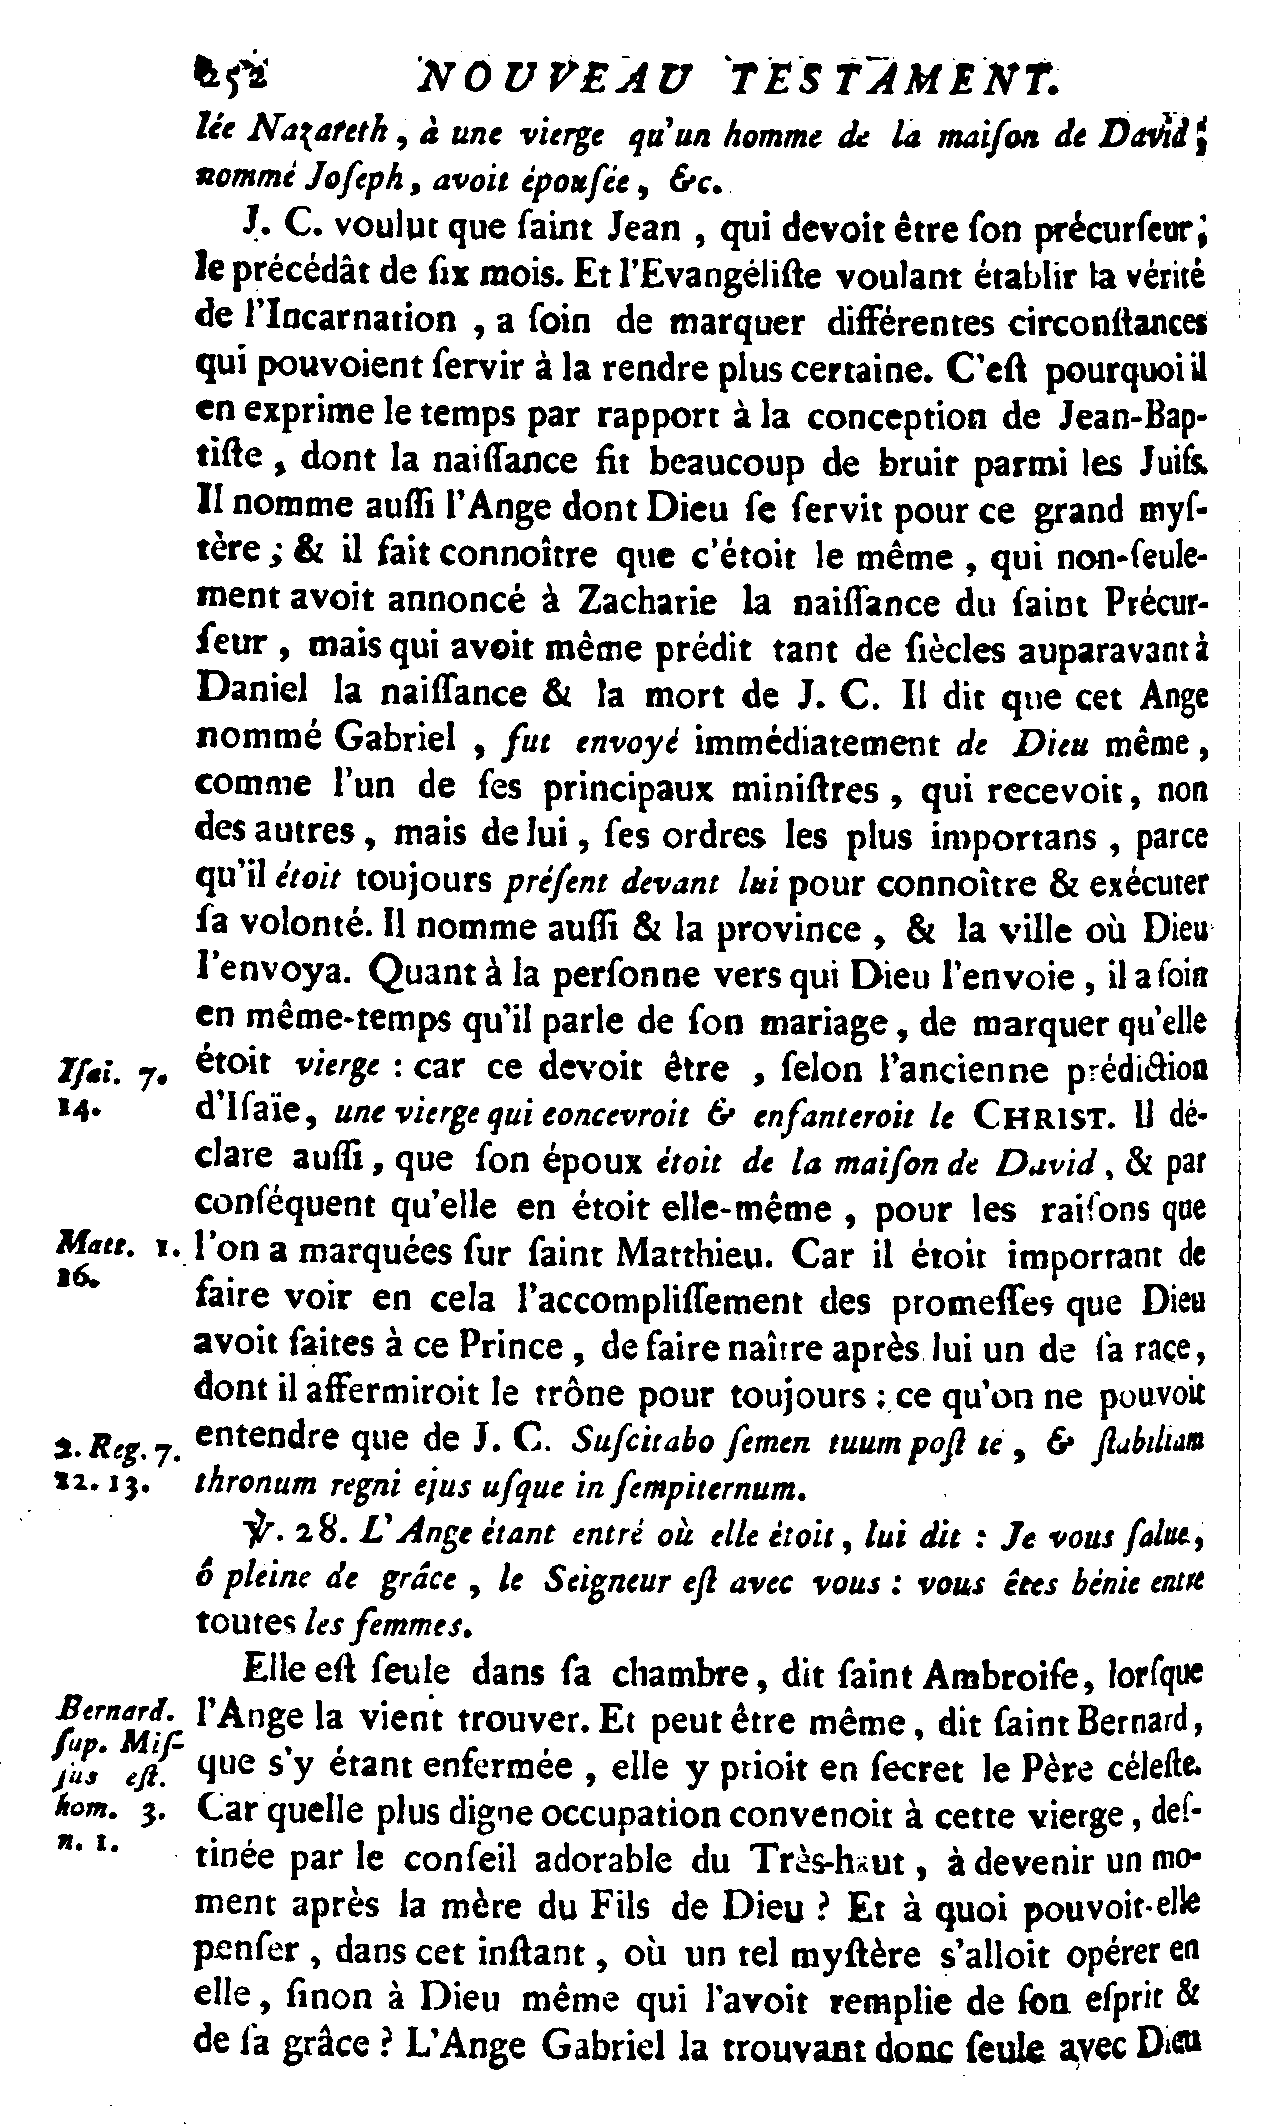 252 NOUVEAU TESTAMENT.
lée Nazareth, à une vierge qu'un homme de la maiſon de David,
nommé Joſeph, avoit épouſée, &c.
J. C. voulut que ſaint Jean, qui devoit être ſon précurſeur,
le précédât de ſix mois. Et l'Evangéliſte voulant établir la vérité
de l'Incarnation, a ſoin de marquer différentes circonſtances
qui pouvoient ſervir à la rendre plus certaine. C'eſt pourquoi il
en exprime le temps par rapport à la conception de Jean-Bap-
tiſte, dont la naiſſance fit beaucoup de bruit parmi les Juifs.
Il nomme auſſi l'Ange dont Dieu ſe ſervit pour ce grand myſ-
tère; & il fait connoître que c'étoit le même, qui non-ſeule-
ment avoit annoncé à Zacharie la naiſſance du ſaint Précur-
ſeur, mais qui avoit même prédit tant de ſiècles auparavant à
Daniel la naiſſance & la mort de J. C. Il dit que cet Ange
nommé Gabriel, fut envoyé immédiatement de Dieu même,
comme l'un de ſes principaux miniſtres, qui recevoit, non
des autres, mais de lui, ſes ordres les plus importans, parce
qu'il étoit toujours préſent devant lui pour connoître & exécuter
ſa volonté. Il nomme auſſi & la province, & la ville où Dieu
l'envoya. Quant à la perſonne vers qui Dieu l'envoie, il a ſoin
en même-temps qu'il parle de ſon mariage, de marquer qu'elle
Iſai. 7. étoit vierge : car ce devoit être, ſelon l'ancienne prédiction
14. d'Iſaïe, une vierge qui concevroit & enfanteroit le CHRIST. Il dé-
clare auſſi, que ſon époux étoit de la maiſon de David, & par
conſéquent qu'elle en étoit elle-même, pour les raiſons que
Matt. 1. l'on a marquées ſur ſaint Matthieu. Car il étoit important de
16. faire voir en cela l'accompliſſement des promeſſes que Dieu
avoit faites à ce Prince, de faire naître après lui un de ſa race,
dont il affermiroit le trône pour toujours : ce qu'on ne pouvoit
2. Reg. 7. entendre que de J. C. Suſcitabo ſemen tuum poſt te, & ſtabiliam
12. 13. thronum regni ejus uſque in ſempiternum.
℣. 28. L'Ange étant entré où elle étoit, lui dit : Je vous ſalue,
ô pleine de grâce, le Seigneur eſt avec vous : vous êtes bénie entre
toutes les femmes.
Elle eſt ſeule dans ſa chambre, dit ſaint Ambroiſe, lorſque
Bernard. l'Ange la vient trouver. Et peut être même, dit ſaint Bernard,
ſup. Miſ-
jus eſt. que s'y étant enfermée, elle y prioit en ſecret le Père céleſte.
hom. 3. Car quelle plus digne occupation convenoit à cette vierge, deſ-
n. 1. tinée par le conſeil adorable du Très-haut, à devenir un mo-
ment après la mère du Fils de Dieu ? Et à quoi pouvoit-elle
penſer, dans cet inſtant, où un tel myſtère s'alloit opérer en
elle, ſinon à Dieu même qui l'avoit remplie de ſon eſprit &
de ſa grâce ? L'Ange Gabriel la trouvant donc ſeule avec Dieu